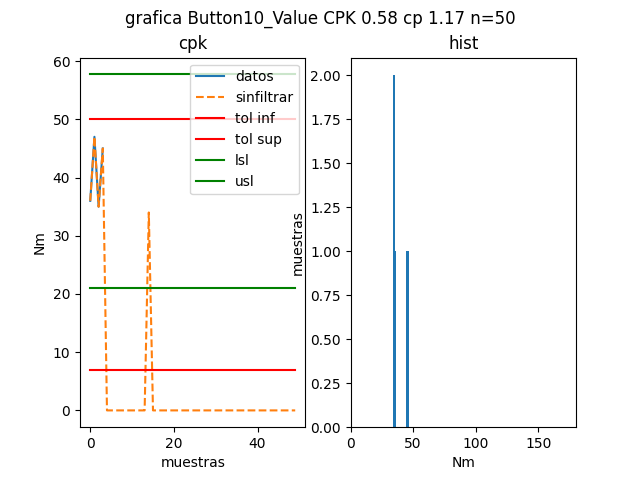 grafica Button10_Value CPK 0.58 cp 1.17 n=50
cpk
60
50
40
30
20
10
0
Nm
0
20
40
muestras
datos
sinfiltrar
tol inf
tol sup
lsl
usl
hist
2.00
1.75
1.50
1.25
1.00
0.75
0.50
0.25
0.00
muestras
0
50
100
150
Nm